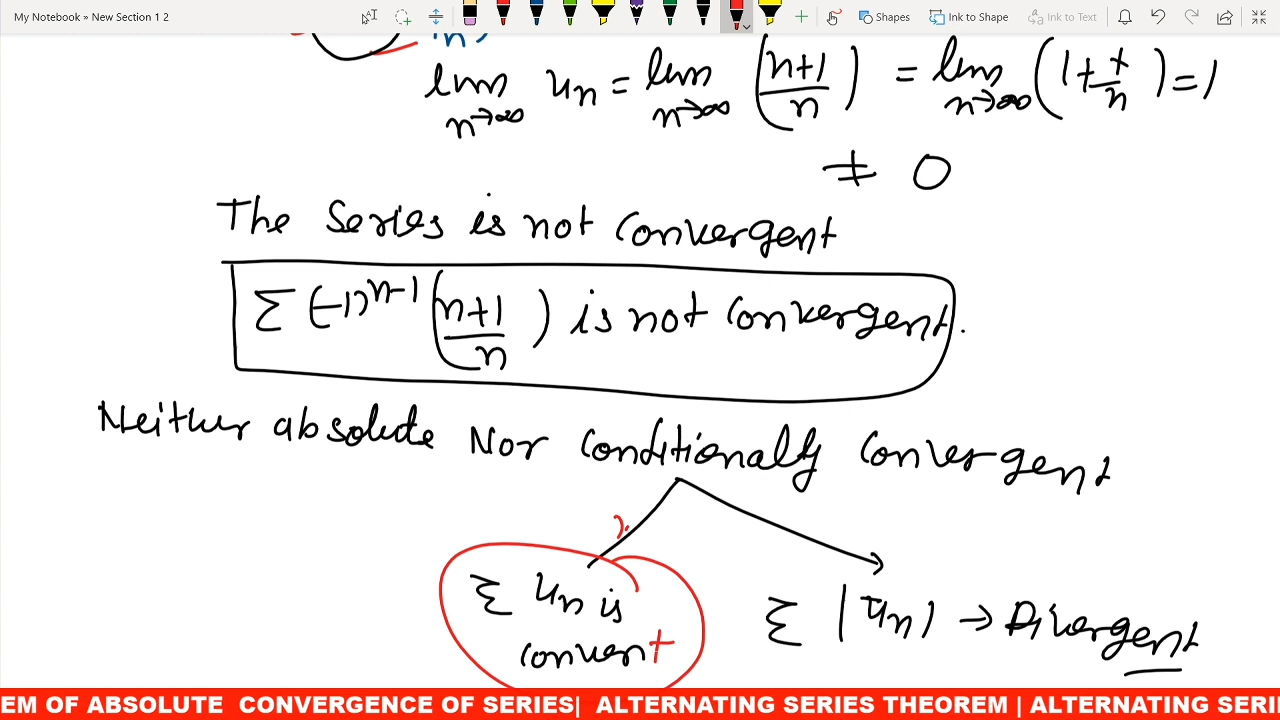 My Notebook » New Section 1 2
Shapes Ink to Shape Ink to Text
lim n→∞ un = lim n→∞ (n+1/n) = lim n→∞ (1+1/n) = 1
≠ 0
The Series is not Convergent
Σ (-1)^n-1 (n+1/n) is not Convergent.
Neither absolute Nor Conditionally Convergent
Σ un is
conven+
Σ |un| → Divergent
EM OF ABSOLUTE CONVERGENCE OF SERIES| ALTERNATING SERIES THEOREM | ALTERNATING SERI